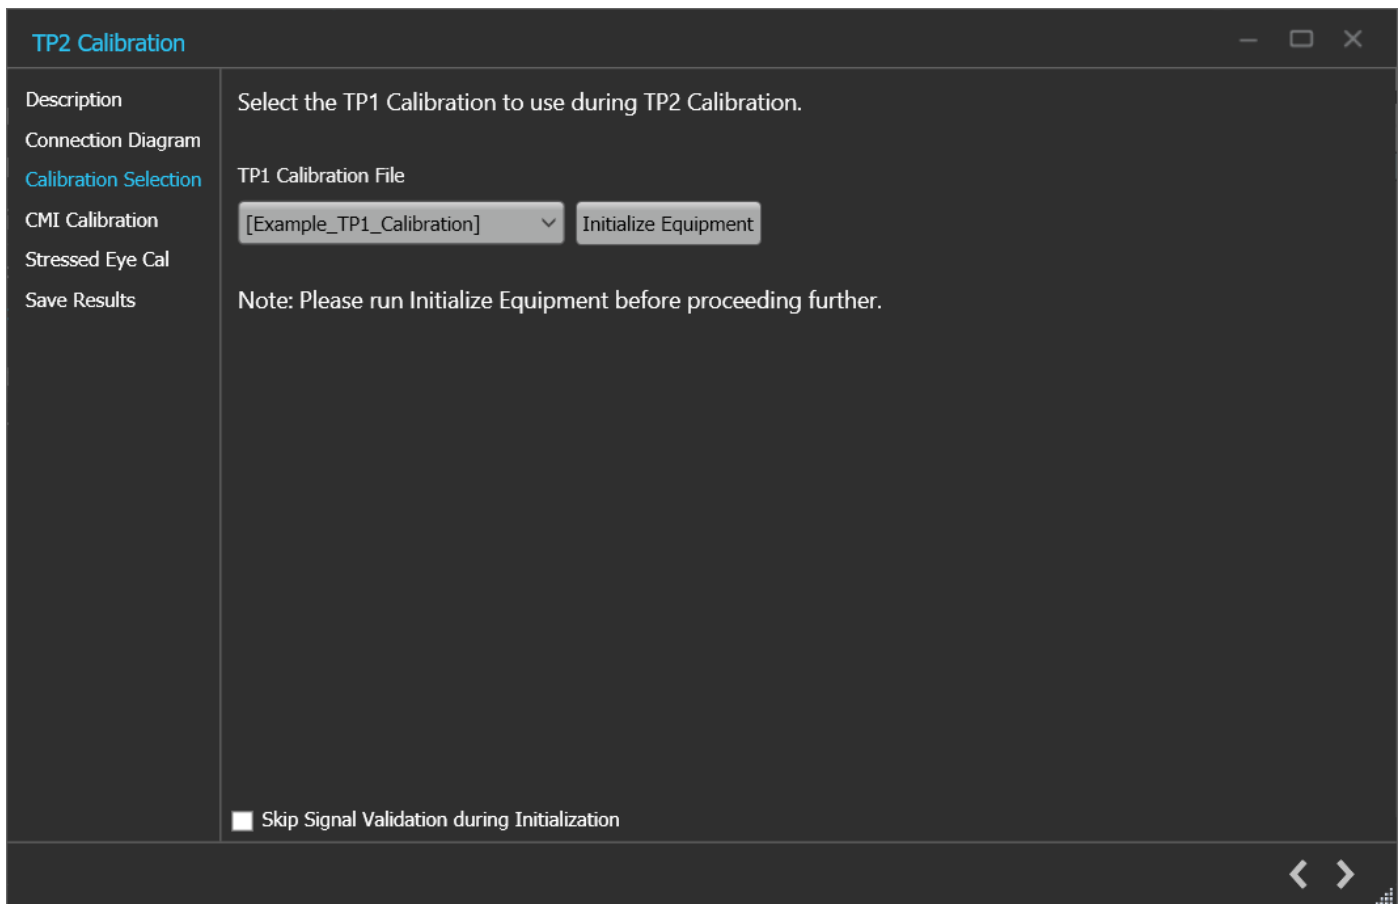 TP2 Calibration
Description
Connection Diagram
Calibration Selection
CMI Calibration
Stressed Eye Cal
Save Results
Select the TP1 Calibration to use during TP2 Calibration.
TP1 Calibration File
[Example_TP1_Calibration]
Initialize Equipment
Note: Please run Initialize Equipment before proceeding further.
Skip Signal Validation during Initialization